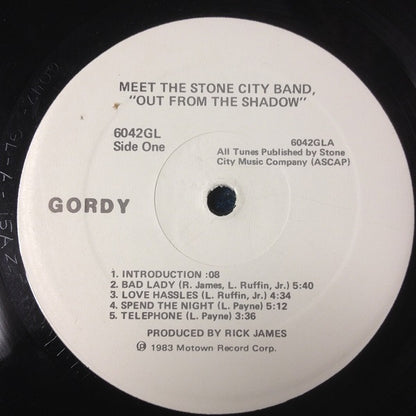 MEET THE STONE CITY BAND,
"OUT FROM THE SHADOW"
6042GL
Side One
6042GLA
All Tunes Published by Stone
City Music Company (ASCAP)
GORDY
1. INTRODUCTION :08
2. BAD LADY (R. James, L. Ruffin, Jr.) 5:40
3. LOVE HASSLES (L. Ruffin, Jr.) 4:34
4. SPEND THE NIGHT (L. Payne) 5:12
5. TELEPHONE (L. Payne) 3:36
PRODUCED BY RICK JAMES
℗ 1983 Motown Record Corp.